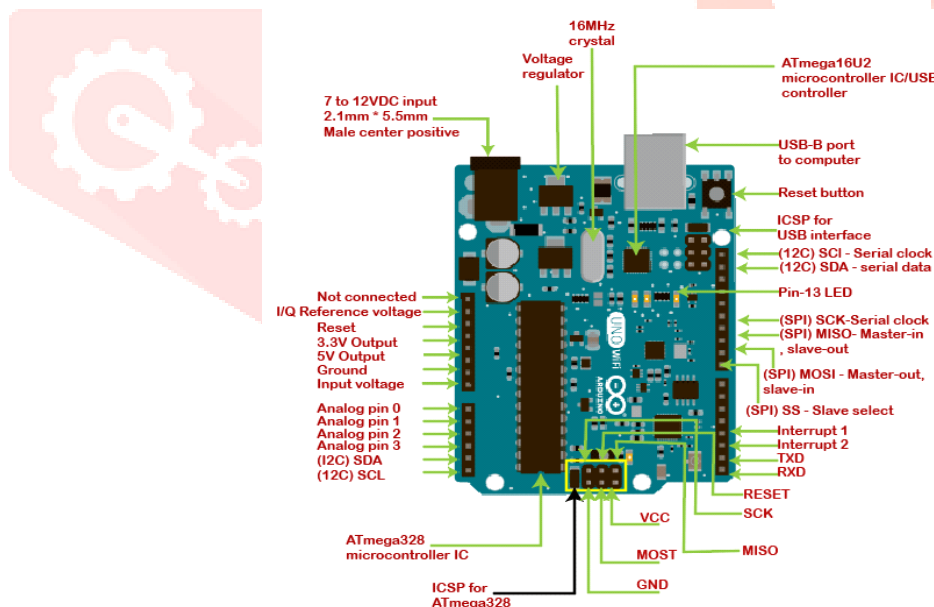 16MHz
crystal
Voltage
regulator
ATmega16U2
microcontroller IC/USB
controller
7 to 12VDC input
2.1mm * 5.5mm
Male center positive
USB-B port
to computer
Reset button
ICSP for
USB interface
(12C) SCI - Serial clock
(12C) SDA - serial data
Pin-13 LED
Not connected
I/Q Reference voltage
Reset
3.3V Output
5V Output
Ground
Input voltage
(SPI) SCK-Serial clock
(SPI) MISO- Master-in
, slave-out
(SPI) MOSI - Master-out,
slave-in
(SPI) SS - Slave select
UNO
WiFi
ARDUINO
Analog pin 0
Analog pin 1
Analog pin 2
Analog pin 3
(I2C) SDA
(12C) SCL
Interrupt 1
Interrupt 2
TXD
RXD
RESET
SCK
VCC
MISO
MOST
GND
ATmega328
microcontroller IC
ICSP for
ATmega328